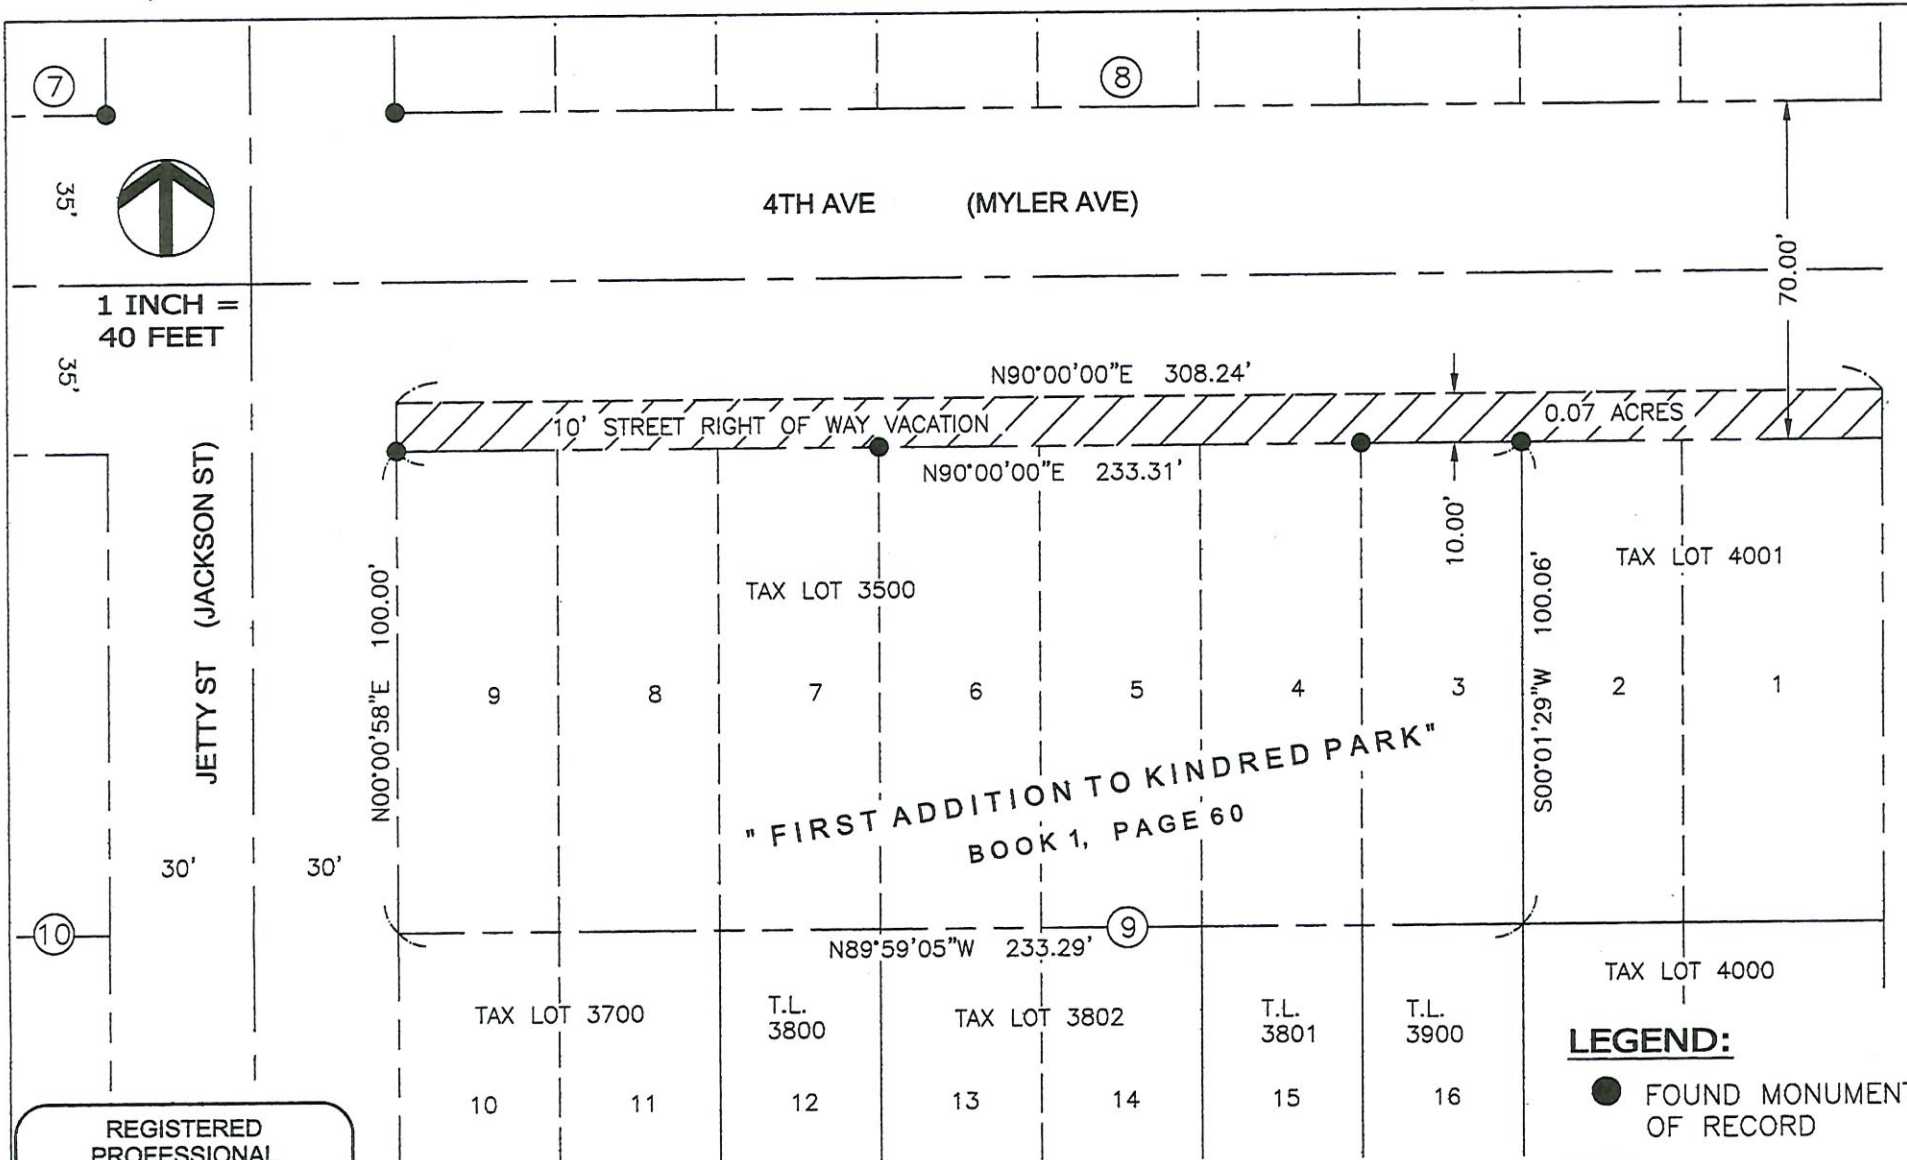 7
8
35'
4TH AVE (MYLER AVE)
1 INCH =
40 FEET
70.00'
35'
N90°00'00"E 308.24'
10' STREET RIGHT OF WAY VACATION
0.07 ACRES
N90°00'00"E 233.31'
10.00'
JETTY ST (JACKSON ST)
N00°00'58"E 100.00'
TAX LOT 3500
S00°01'29"W 100.06'
TAX LOT 4001
9
8
7
6
5
4
3
2
1
"FIRST ADDITION TO KINDRED PARK"
BOOK 1, PAGE 60
30'
30'
10
9
N89°59'05"W 233.29'
TAX LOT 3700
T.L.
3800
TAX LOT 3802
T.L.
3801
T.L.
3900
TAX LOT 4000
10
11
12
13
14
15
16
LEGEND:
FOUND MONUMENT
OF RECORD
REGISTERED
PROFESSIONAL